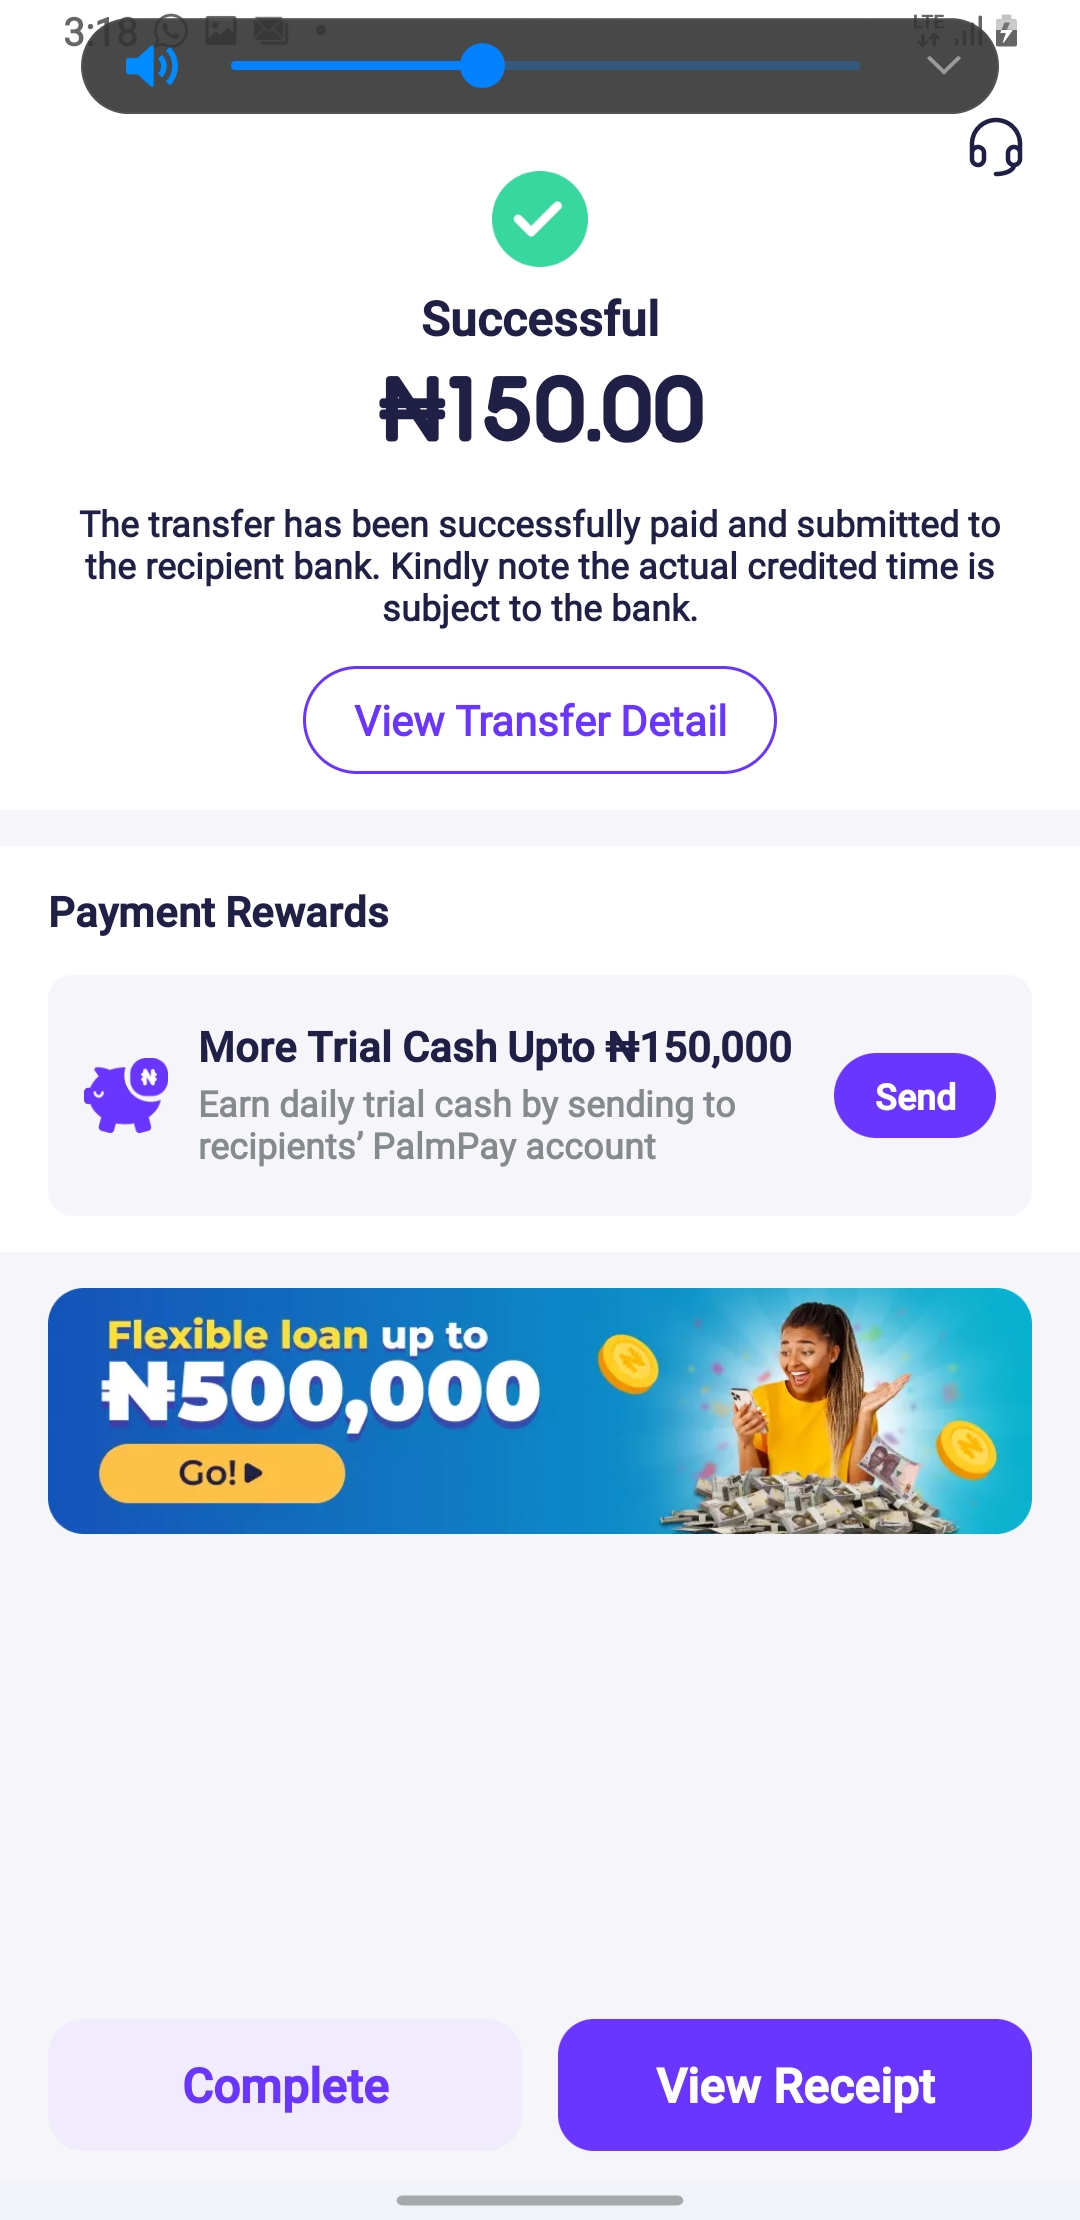 3:18
LTE
Successful
₦150.00
The transfer has been successfully paid and submitted to
the recipient bank. Kindly note the actual credited time is
subject to the bank.
View Transfer Detail
Payment Rewards
More Trial Cash Upto ₦150,000
Earn daily trial cash by sending to
recipients’ PalmPay account
Send
Flexible loan up to
₦500,000
Go!
Complete
View Receipt